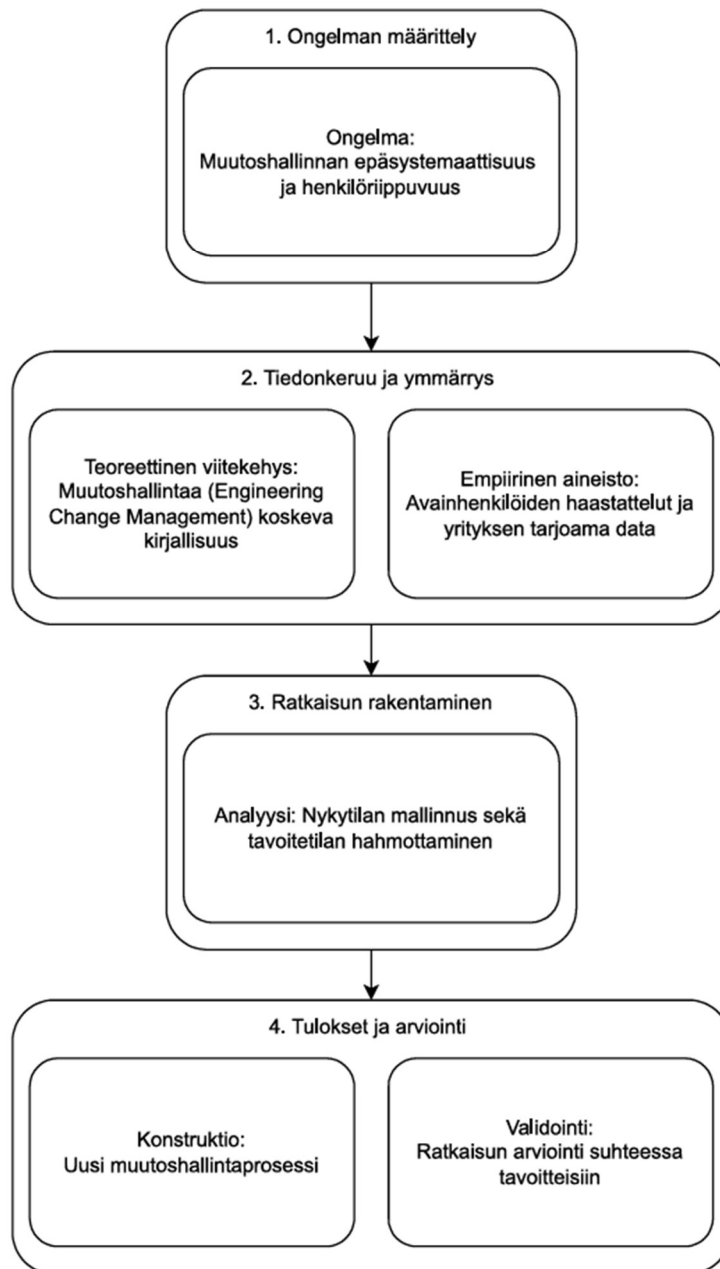 1. Ongelman määrittely
Ongelma:
Muutoshallinnan epäsystemaattisuus
ja henkilöriippuvuus
2. Tiedonkeruu ja ymmärrys
Teoreettinen viitekehys:
Muutoshallintaa (Engineering
Change Management) koskeva
kirjallisuus
Empiirinen aineisto:
Avainhenkilöiden haastattelut ja
yrityksen tarjoama data
3. Ratkaisun rakentaminen
Analyysi: Nykytilan mallinnus sekä
tavoitetilan hahmottaminen
4. Tulokset ja arviointi
Konstruktio:
Uusi muutoshallintaprosessi
Validointi:
Ratkaisun arviointi suhteessa
tavoitteisiin